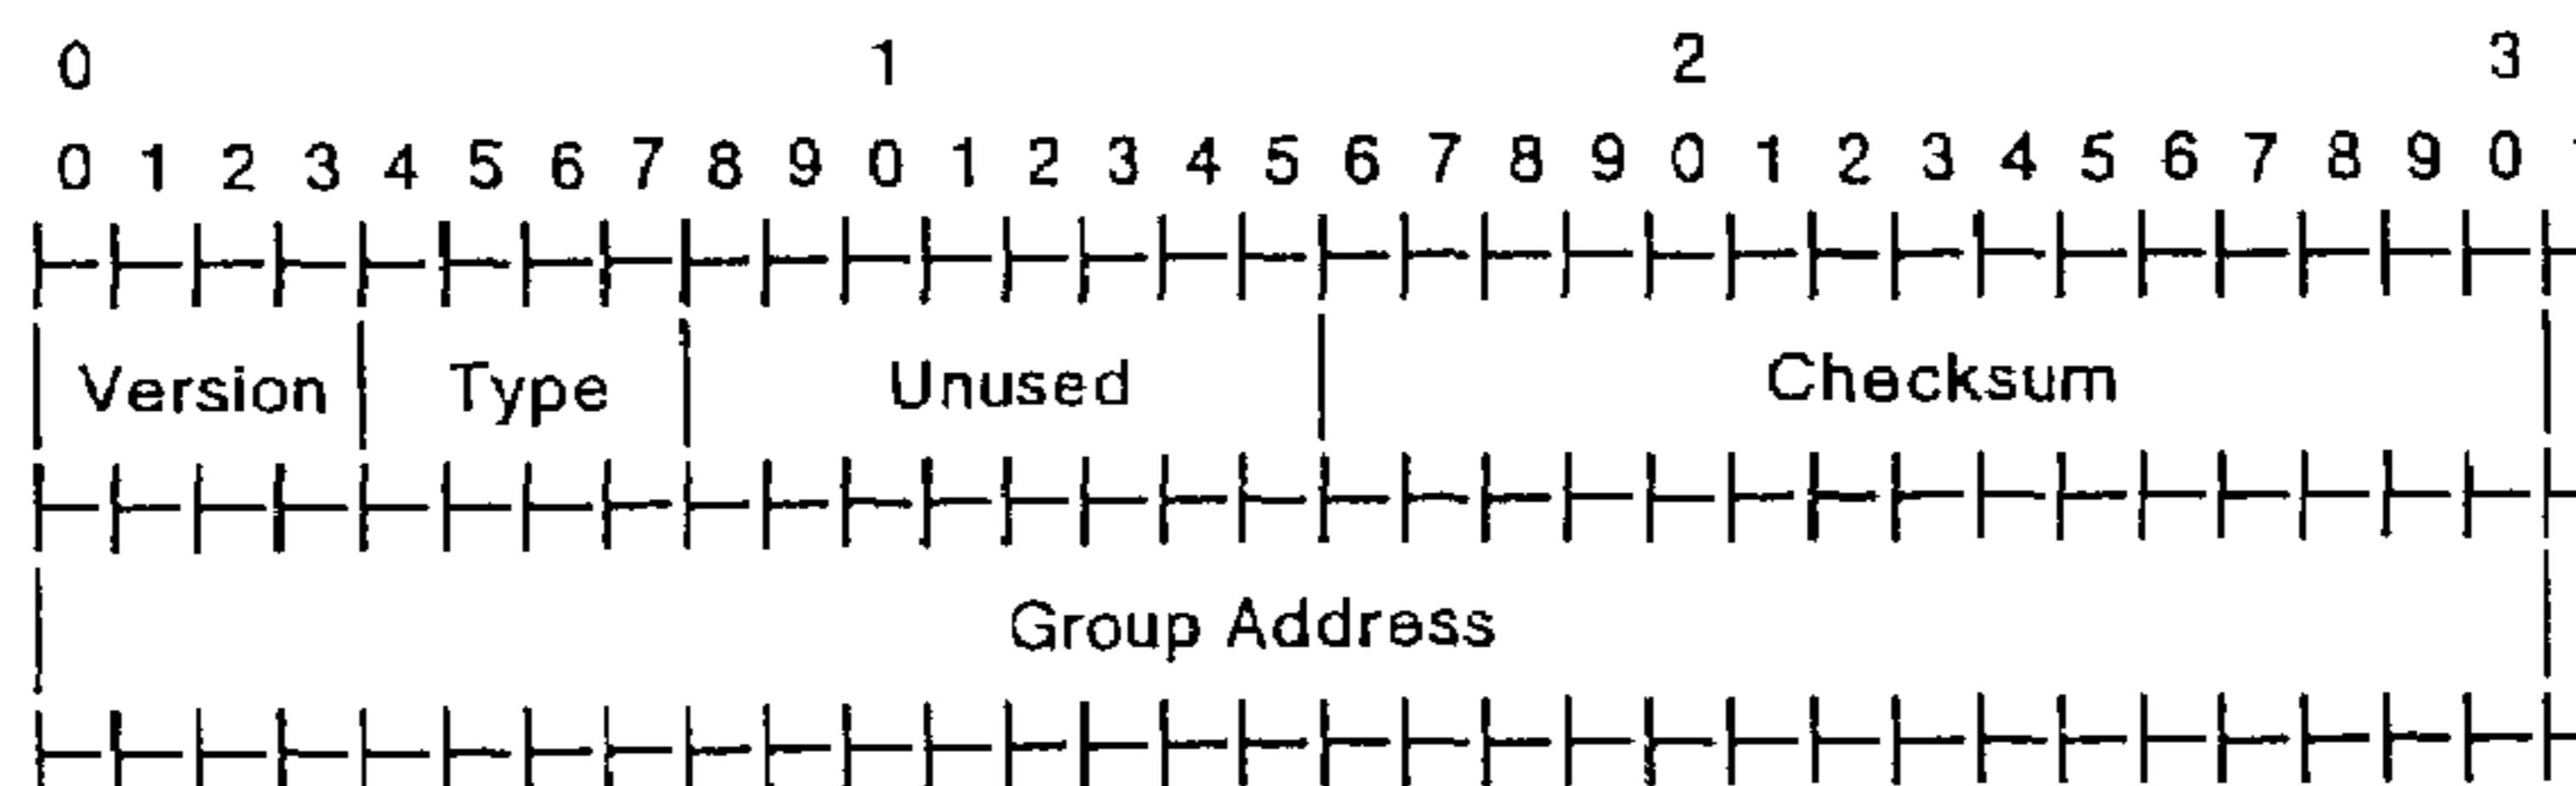 0 1 2 3
0 1 2 3 4 5 6 7 8 9 0 1 2 3 4 5 6 7 8 9 0 1 2 3 4 5 6 7 8 9 0
Version Type Unused Checksum
Group Address